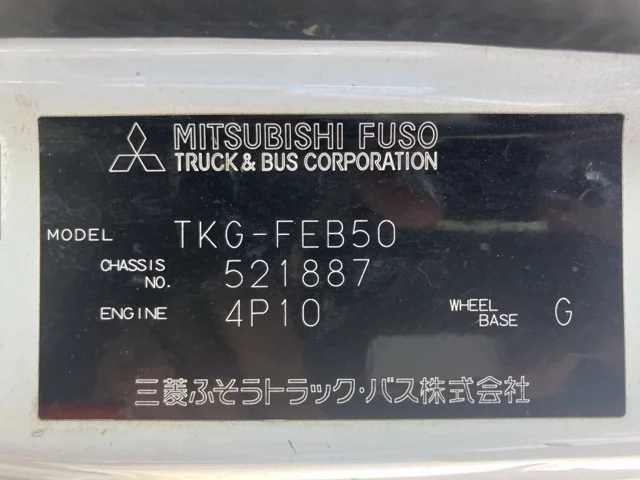 MITSUBISHI FUSO
TRUCK & BUS CORPORATION
MODEL TKG-FEB50
CHASSIS NO. 521887
ENGINE 4P10 WHEEL BASE G
三菱ふそうトラック・バス株式会社